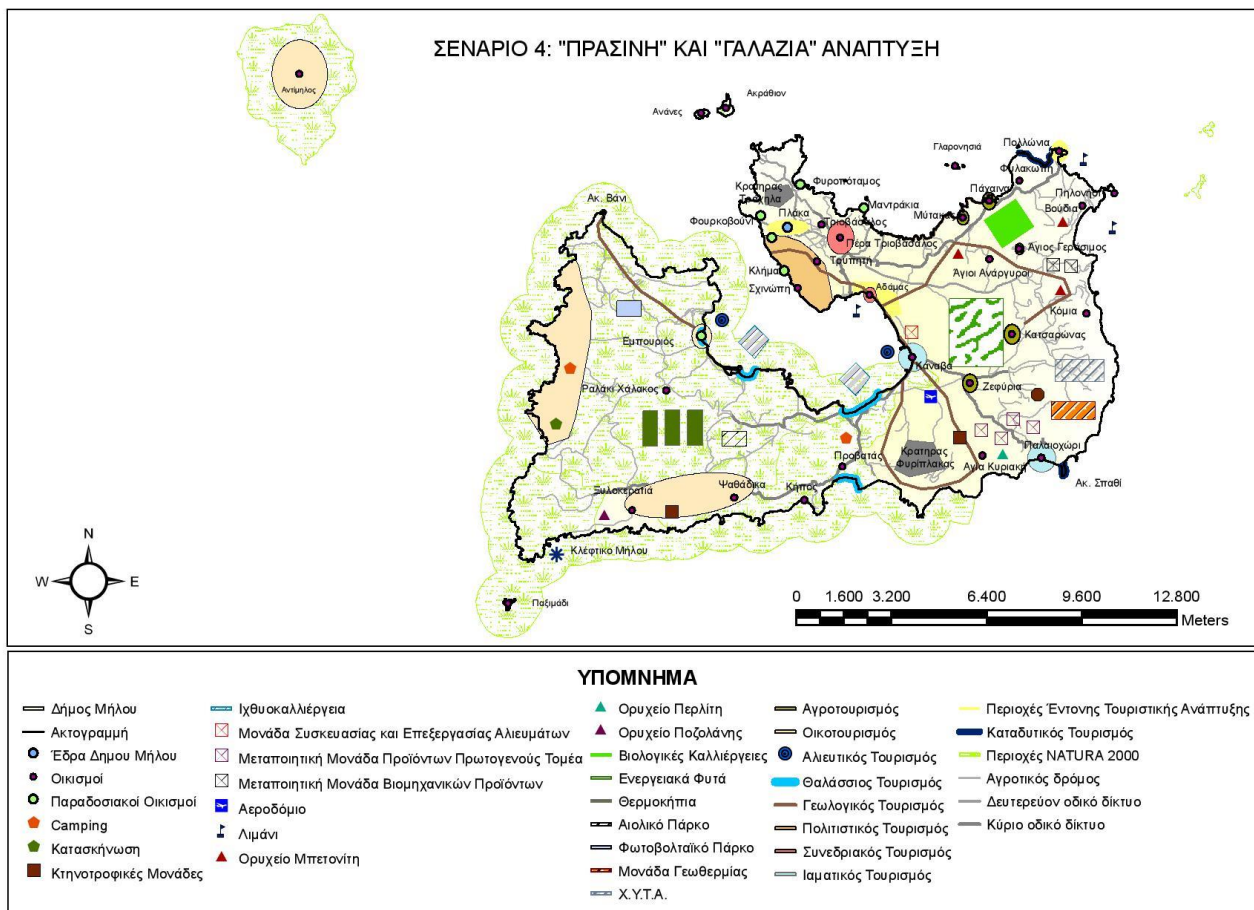 ΣΕΝΑΡΙΟ 4: "ΠΡΑΣΙΝΗ" ΚΑΙ "ΓΑΛΑΖΙΑ" ΑΝΑΠΤΥΞΗ
Αντίμηλος
Ακράθιον
Ανάνες
Γλαρονησιά
Πολλώνια
Φυλακωπή
Κρατηρας
Τραχηλα
Φυροπόταμος
Πάχαινα
Πηλονήσι
Βούδια
Ακ. Βάνι
Πλάκα
Μαντράκια
Φουρκοβούνι
Τριοβάσαλος
Μύτακας
Πέρα Τριοβάσαλος
Άγιος Γεράσιμος
Τρυπητή
Κλήμα
Άγιοι Ανάργυροι
Σχινώπη
Αδάμας
Κόμια
Εμπουριός
Κατσαρώνας
Κάναβα
Ραλάκι Χάλακος
Ζεφύρια
Προβατάς
Κρατηρας
Φυρίπλακας
Αγία Κυριακή
Παλαιοχώρι
Ξυλοκερατιά
Ψαθάδικα
Κήπος
Ακ. Σπαθί
Κλέφτικο Μήλου
Παξιμάδι
N
W
E
S
0 1.600 3.200 6.400 9.600 12.800
Meters
ΥΠΟΜΝΗΜΑ
Δήμος Μήλου
Ακτογραμμή
Έδρα Δημου Μήλου
Οικισμοί
Παραδοσιακοί Οικισμοί
Camping
Κατασκήνωση
Κτηνοτροφικές Μονάδες
Ιχθυοκαλλιέργεια
Μονάδα Συσκευασίας και Επεξεργασίας Αλιευμάτων
Μεταποιητική Μονάδα Προϊόντων Πρωτογενούς Τομέα
Μεταποιητική Μονάδα Βιομηχανικών Προϊόντων
Αεροδόμιο
Λιμάνι
Ορυχείο Μπετονίτη
Ορυχείο Περλίτη
Ορυχείο Ποζολάνης
Βιολογικές Καλλιέργειες
Ενεργειακά Φυτά
Θερμοκήπια
Αιολικό Πάρκο
Φωτοβολταϊκό Πάρκο
Μονάδα Γεωθερμίας
Χ.Υ.Τ.Α.
Αγροτουρισμός
Οικοτουρισμός
Αλιευτικός Τουρισμός
Θαλάσσιος Τουρισμός
Γεωλογικός Τουρισμός
Πολιτιστικός Τουρισμός
Συνεδριακός Τουρισμός
Ιαματικός Τουρισμός
Περιοχές Έντονης Τουριστικής Ανάπτυξης
Καταδυτικός Τουρισμός
Περιοχές NATURA 2000
Αγροτικός δρόμος
Δευτερεύον οδικό δίκτυο
Κύριο οδικό δίκτυο